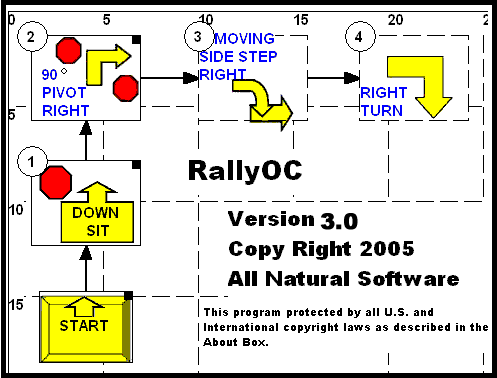 0 5 10 15 20
2
90°
PIVOT
RIGHT
3
MOVING
SIDE STEP
RIGHT
4
RIGHT
TURN
5
1
DOWN
SIT
10
15
START
RallyOC
Version 3.0
Copy Right 2005
All Natural Software
This program protected by all U.S. and
International copyright laws as described in the
About Box.